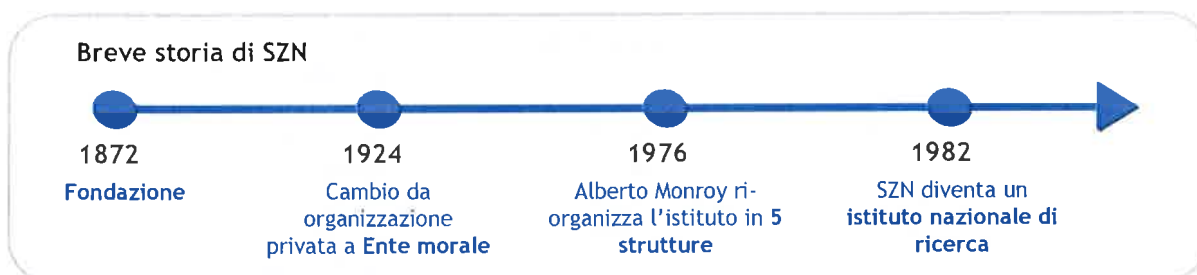 Breve storia di SZN
1872
Fondazione
1924
Cambio da
organizzazione
privata a Ente morale
1976
Alberto Monroy ri-
organizza l'istituto in 5
strutture
1982
SZN diventa un
istituto nazionale di
ricerca